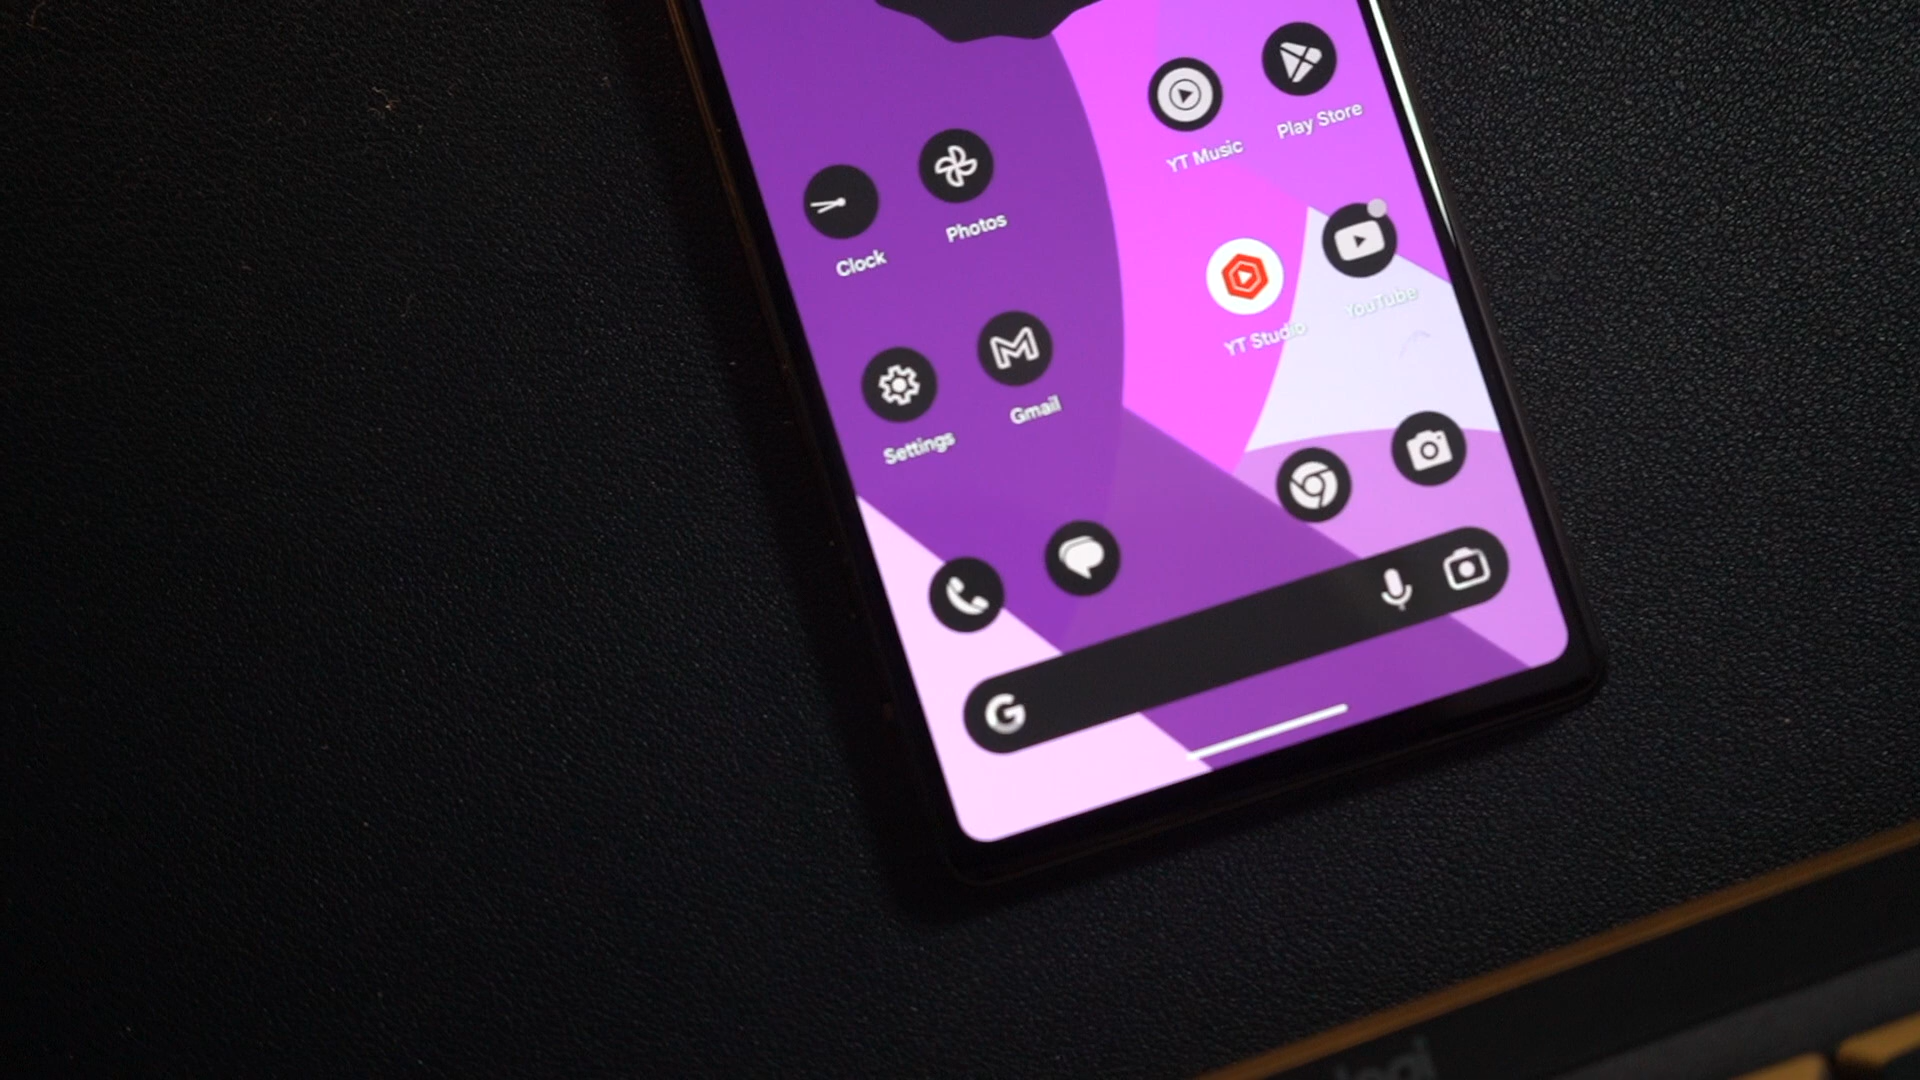 YT Music
Play Store
Clock
Photos
YT Studio
YouTube
Settings
Gmail
G